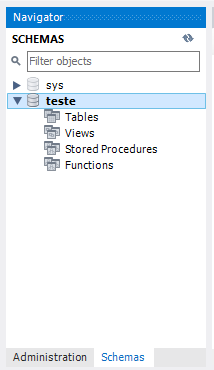 Navigator
SCHEMAS
Filter objects
sys
teste
Tables
Views
Stored Procedures
Functions
Administration Schemas